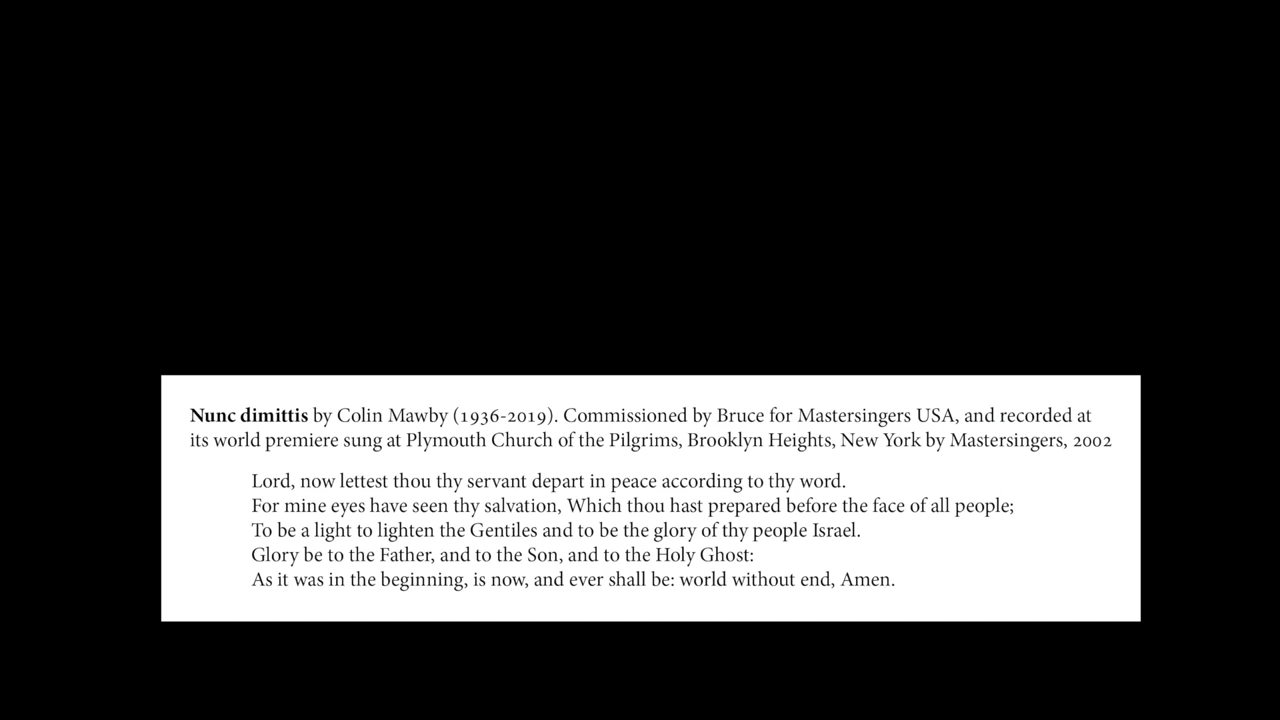 Nunc dimittis by Colin Mawby (1936-2019). Commissioned by Bruce for Mastersingers USA, and recorded at
its world premiere sung at Plymouth Church of the Pilgrims, Brooklyn Heights, New York by Mastersingers, 2002
Lord, now lettest thou thy servant depart in peace according to thy word.
For mine eyes have seen thy salvation, Which thou hast prepared before the face of all people;
To be a light to lighten the Gentiles and to be the glory of thy people Israel.
Glory be to the Father, and to the Son, and to the Holy Ghost:
As it was in the beginning, is now, and ever shall be: world without end, Amen.